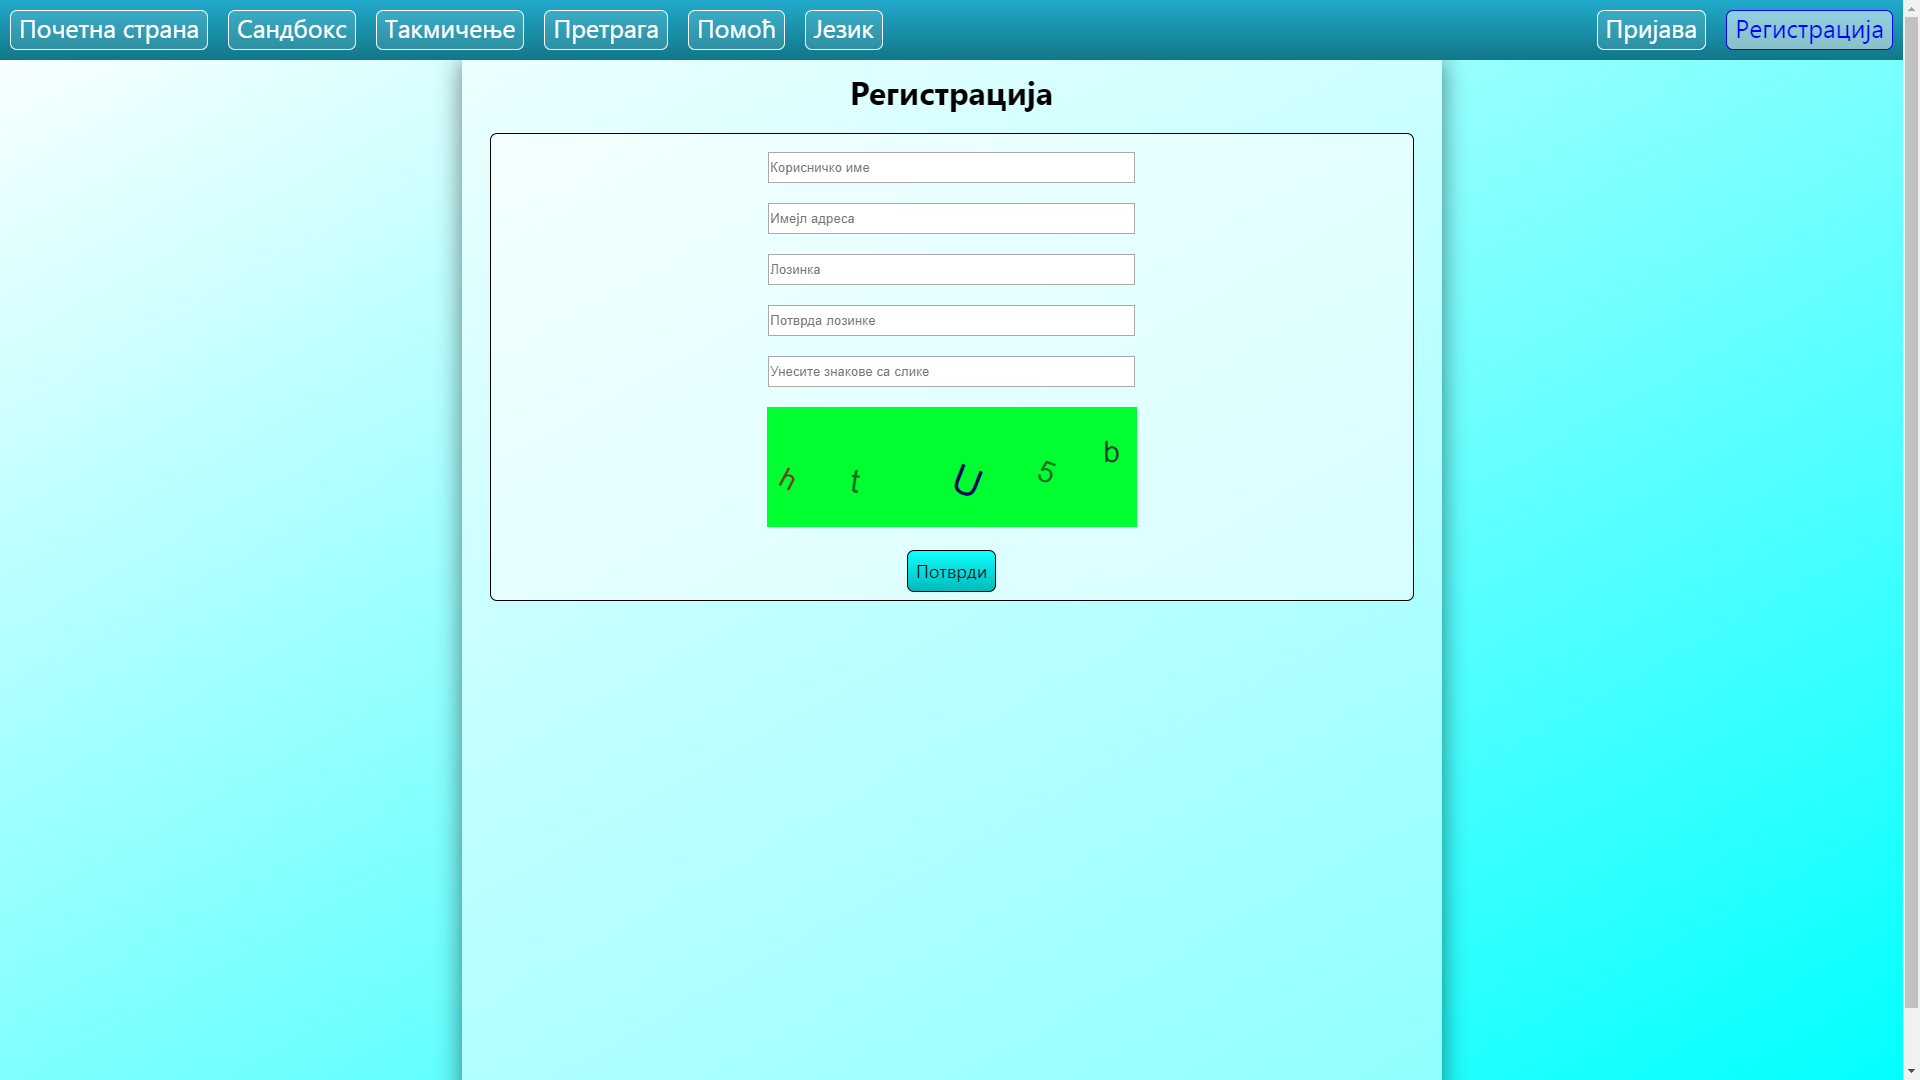 Почетна страна Сандбокс Такмичење Претрага Помоћ Језик Пријава Регистрација
Регистрација
Корисничко име
Имејл адреса
Лозинка
Потврда лозинке
Унесите знакове са слике
h t U 5 b
Потврди